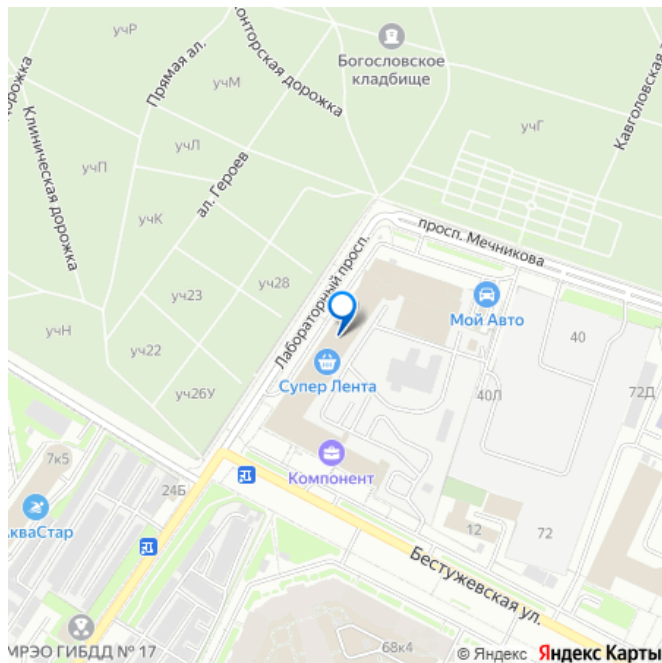 учР
Прямая ал.
Конторская дорожка
Богословское
кладбище
дорожка
учМ
Клиническая дорожка
учЛ
учГ
Кавголовская а
учП
ал. Героев
учК
просп. Мечникова
Лабораторный просп.
уч28
уч23
Мой Авто
учН
уч22
40
Супер Лента
уч26У
40Л
72Д
7к5
Компонент
24Б
АкваСтар
12
72
Бестужевская ул.
МРЭО ГИБДД № 17
68к4
© Яндекс
Яндекс Карты